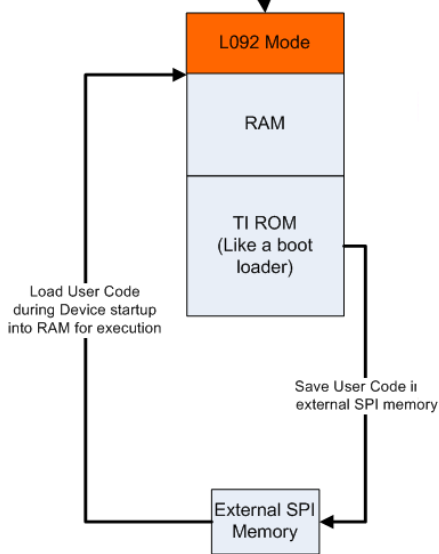 L092 Mode
RAM
TI ROM
(Like a boot
loader)
Load User Code
during Device startup
into RAM for execution
Save User Code
external SPI memory
External SPI
Memory